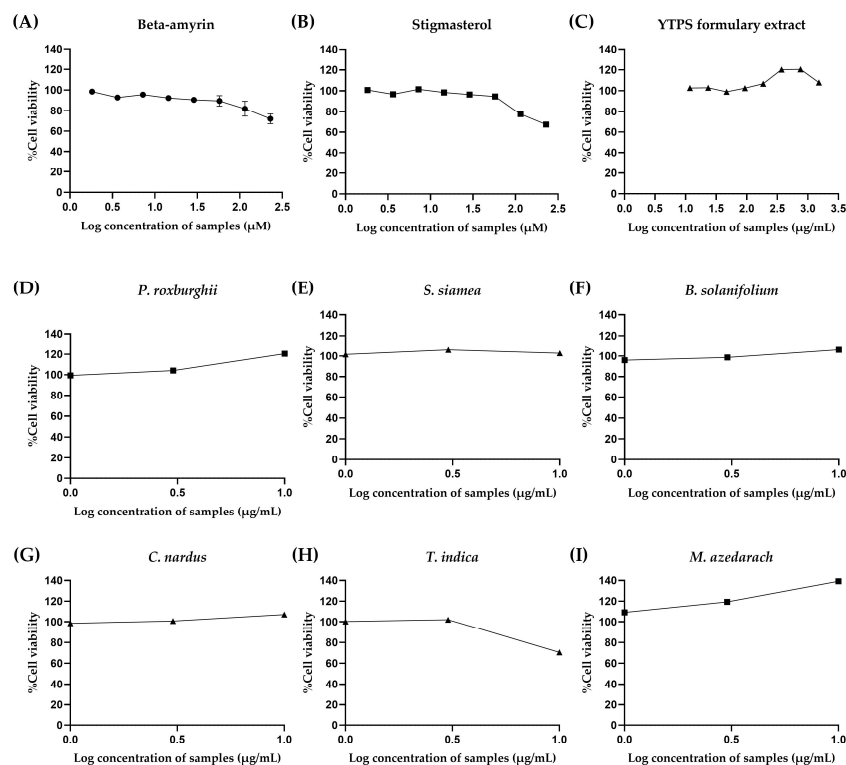 (A) Beta-amyrin
%Cell viability
140
120
100
80
60
40
20
0
0.0 0.5 1.0 1.5 2.0 2.5
Log concentration of samples (μM)
(B) Stigmasterol
%Cell viability
140
120
100
80
60
40
20
0
0.0 0.5 1.0 1.5 2.0 2.5
Log concentration of samples (μM)
(C) YTPS formulary extract
%Cell viability
140
120
100
80
60
40
20
0
0.0 0.5 1.0 1.5 2.0 2.5 3.0 3.5
Log concentration of samples (μg/mL)
(D) P. roxburghii
%Cell viability
140
120
100
80
60
40
20
0
0.0 0.5 1.0
Log concentration of samples (μg/mL)
(E) S. siamea
%Cell viability
140
120
100
80
60
40
20
0
0.0 0.5 1.0
Log concentration of samples (μg/mL)
(F) B. solanifolium
%Cell viability
140
120
100
80
60
40
20
0
0.0 0.5 1.0
Log concentration of samples (μg/mL)
(G) C. nardus
%Cell viability
140
120
100
80
60
40
20
0
0.0 0.5 1.0
Log concentration of samples (μg/mL)
(H) T. indica
%Cell viability
140
120
100
80
60
40
20
0
0.0 0.5 1.0
Log concentration of samples (μg/mL)
(I) M. azedarach
%Cell viability
140
120
100
80
60
40
20
0
0.0 0.5 1.0
Log concentration of samples (μg/mL)